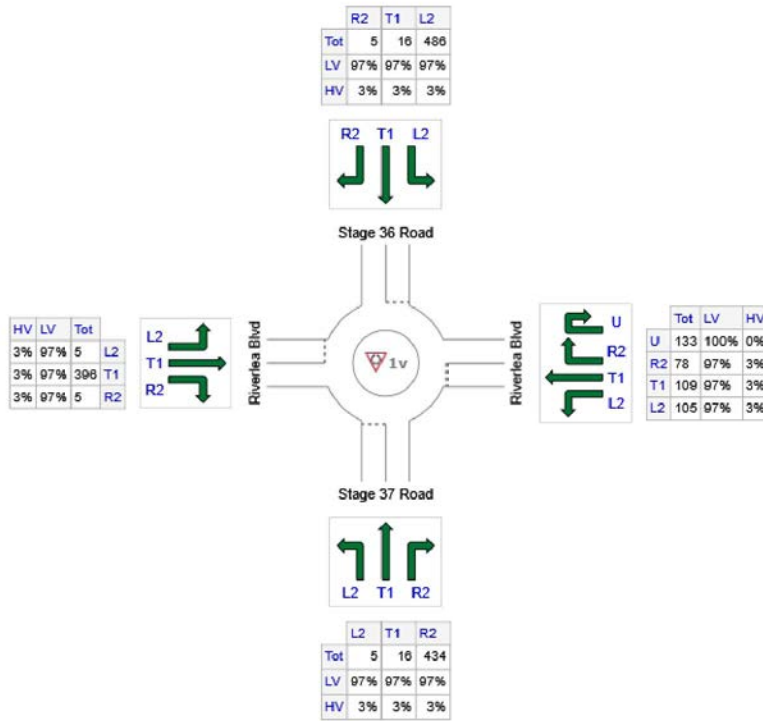 R2 T1 L2
Tot 5 16 486
LV 97% 97% 97%
HV 3% 3% 3%
R2 T1 L2
Stage 36 Road
HV LV Tot
3% 97% 5 L2
3% 97% 396 T1
3% 97% 5 R2
L2
T1
R2
Riverlea Blvd
1v
Riverlea Blvd
U
R2
T1
L2
Tot LV HV
U 133 100% 0%
R2 78 97% 3%
T1 109 97% 3%
L2 105 97% 3%
Stage 37 Road
L2 T1 R2
L2 T1 R2
Tot 5 16 434
LV 97% 97% 97%
HV 3% 3% 3%